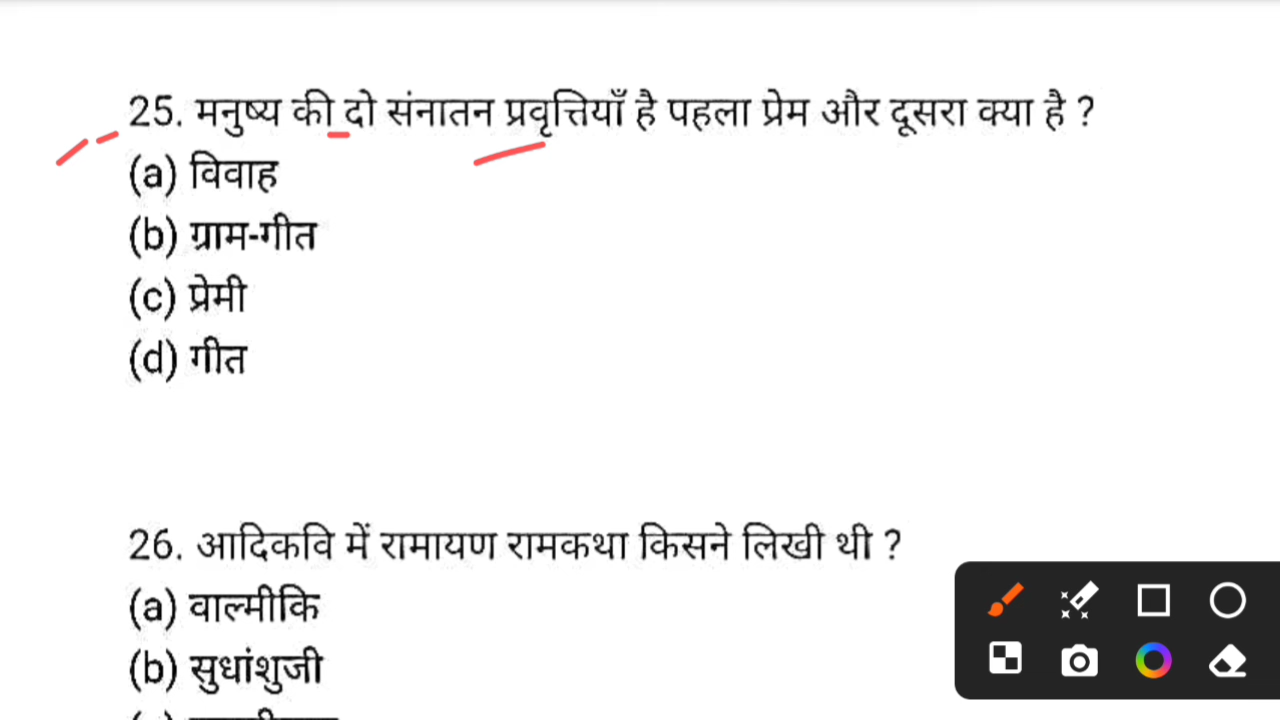 25. मनुष्य की दो संनातन प्रवृत्तियाँ है पहला प्रेम और दूसरा क्या है ?
(a) विवाह
(b) ग्राम-गीत
(c) प्रेमी
(d) गीत
26. आदिकवि में रामायण रामकथा किसने लिखी थी ?
(a) वाल्मीकि
(b) सुधांशुजी